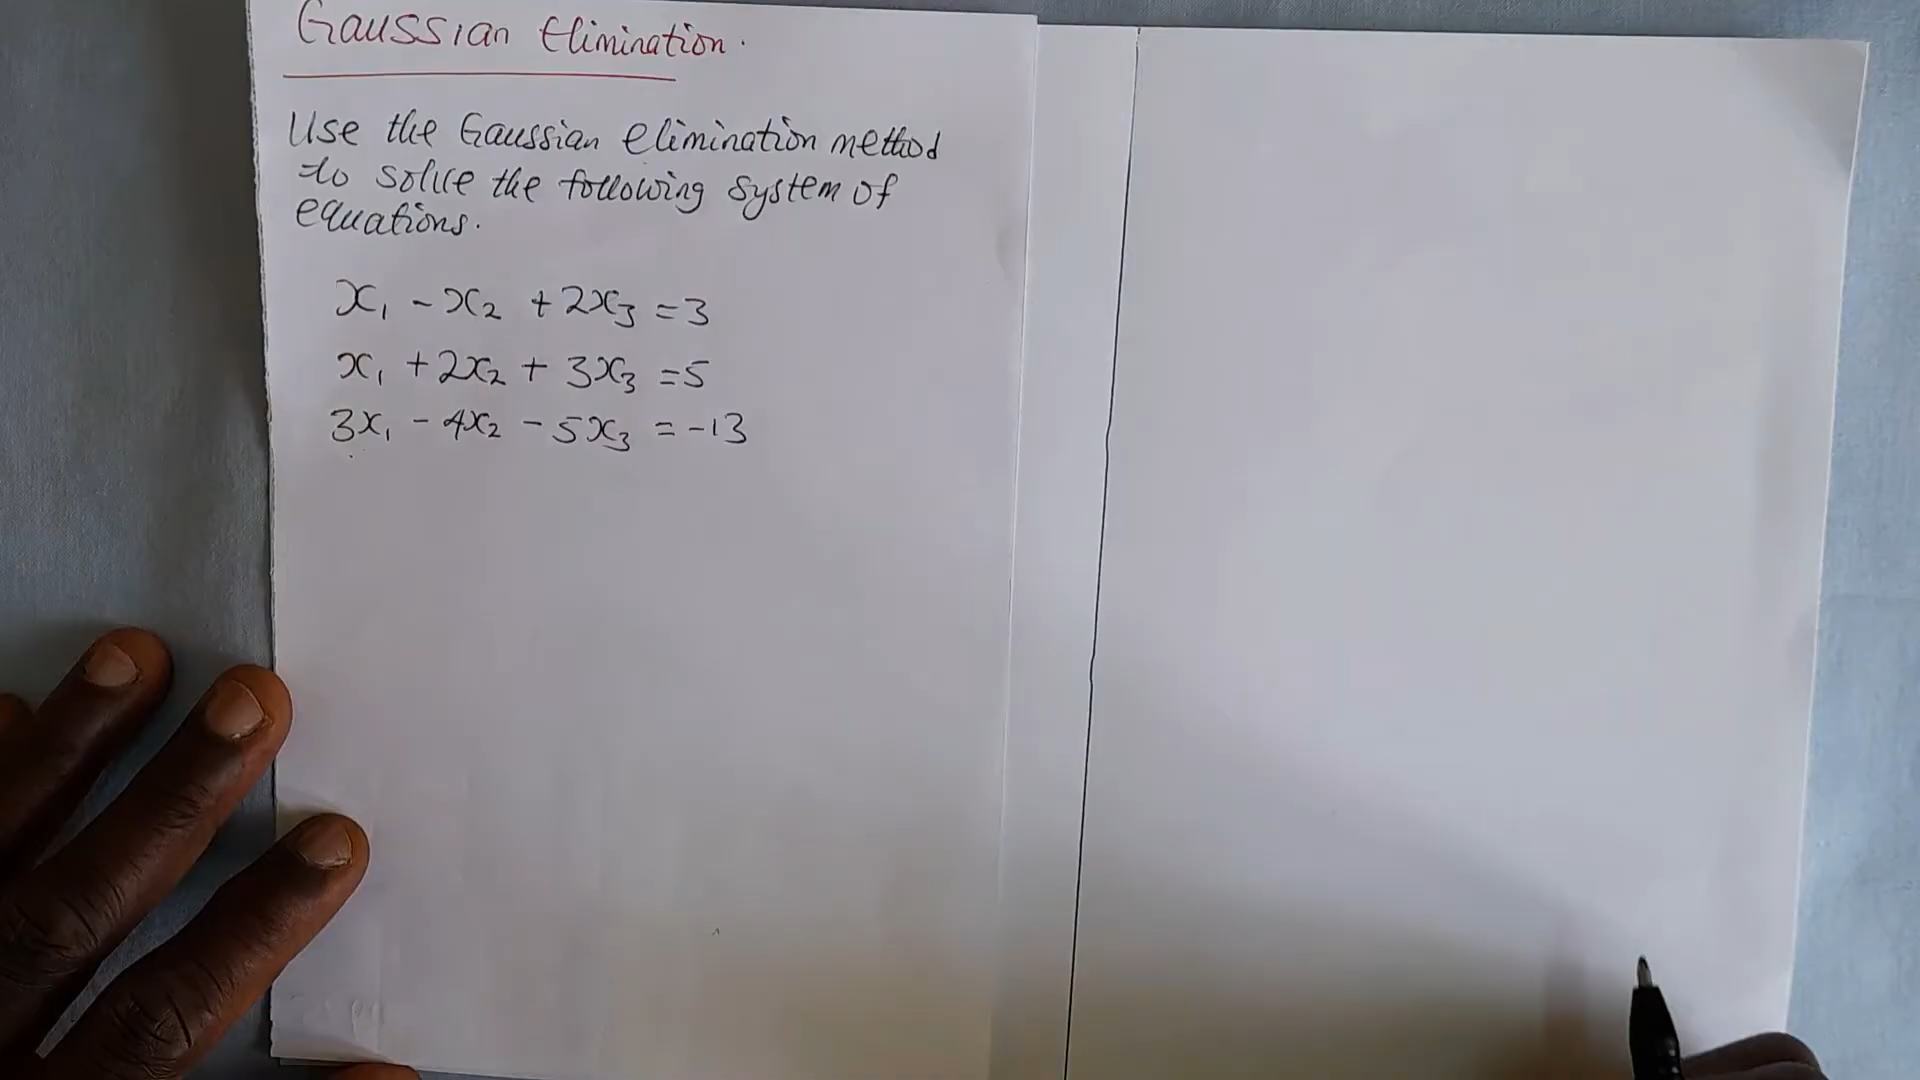 Gaussian Elimination.
Use the Gaussian elimination method
to solve the following system of
equations.
x₁ - x₂ + 2x₃ = 3
x₁ + 2x₂ + 3x₃ = 5
3x₁ - 4x₂ - 5x₃ = -13